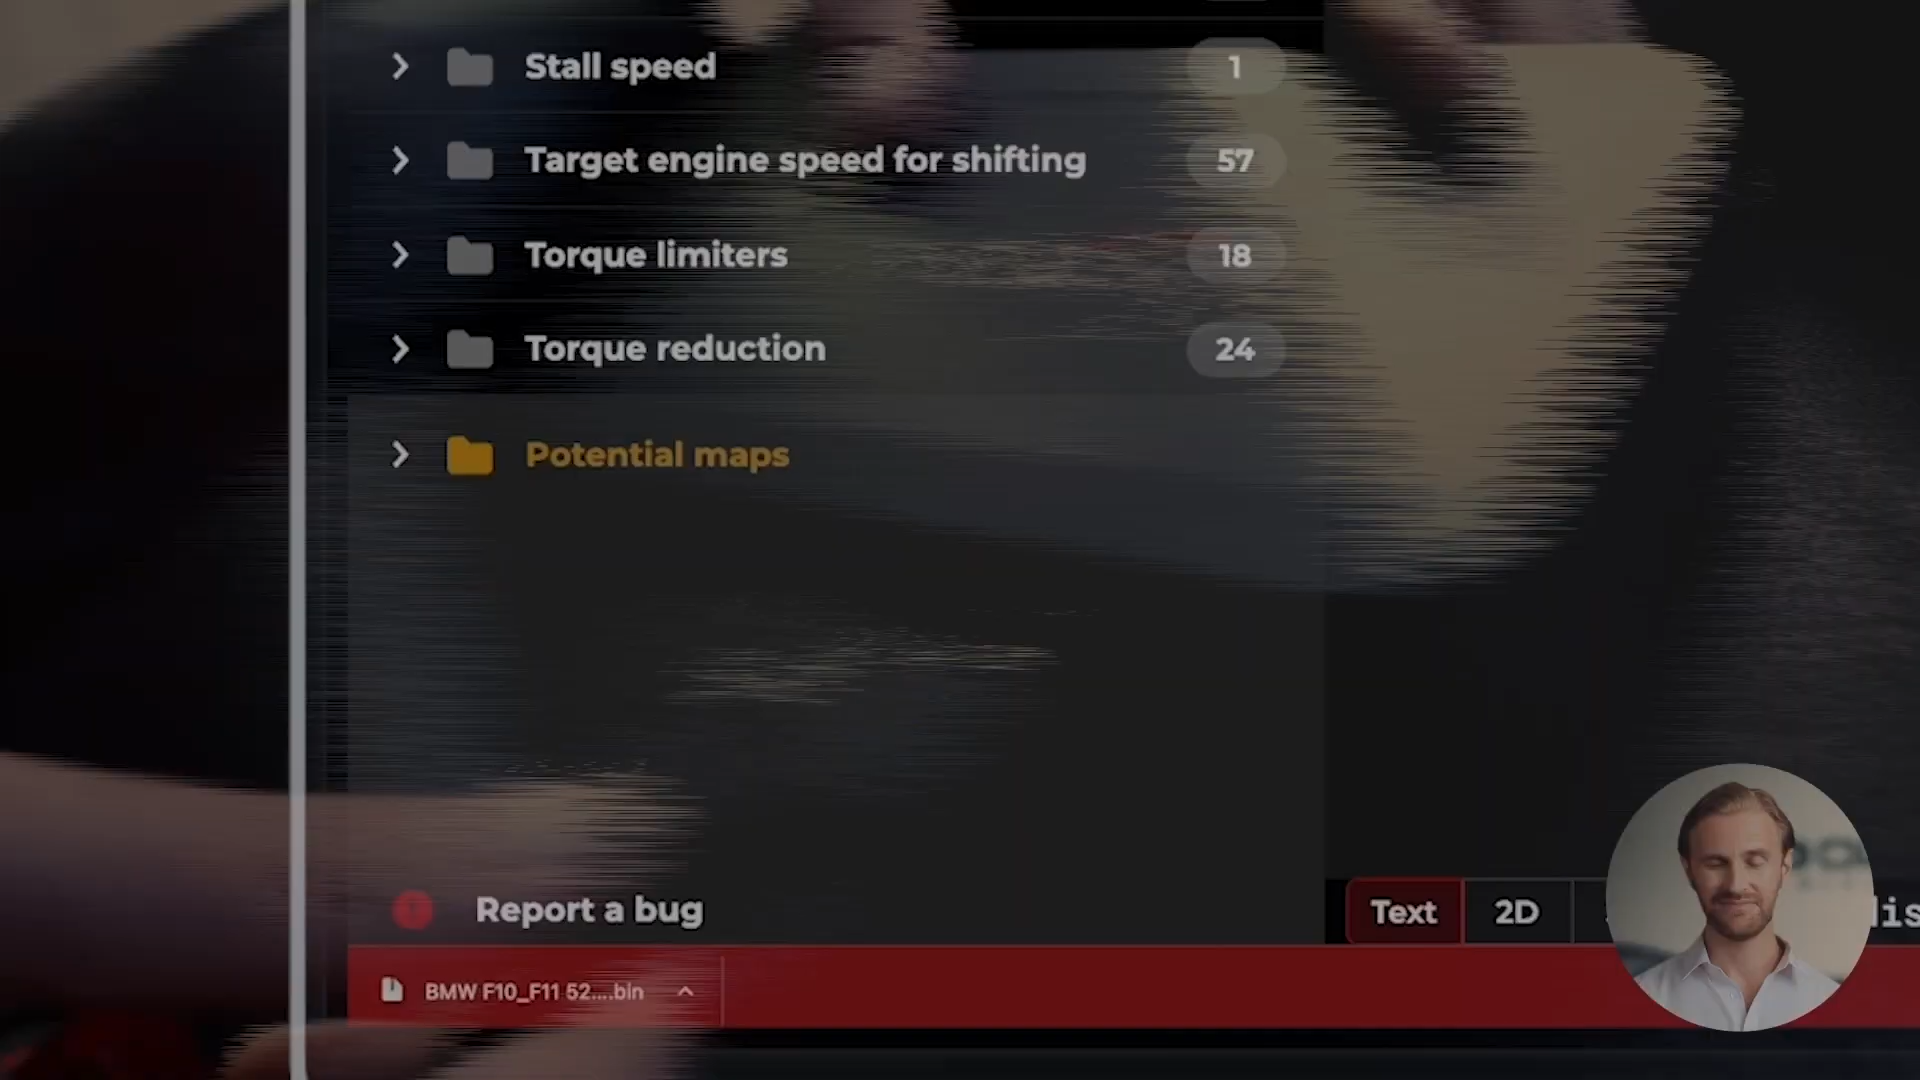 Stall speed 1
Target engine speed for shifting 57
Torque limiters 18
Torque reduction 24
Potential maps
Report a bug
Text 2D
BMW F10_F11 52....bin